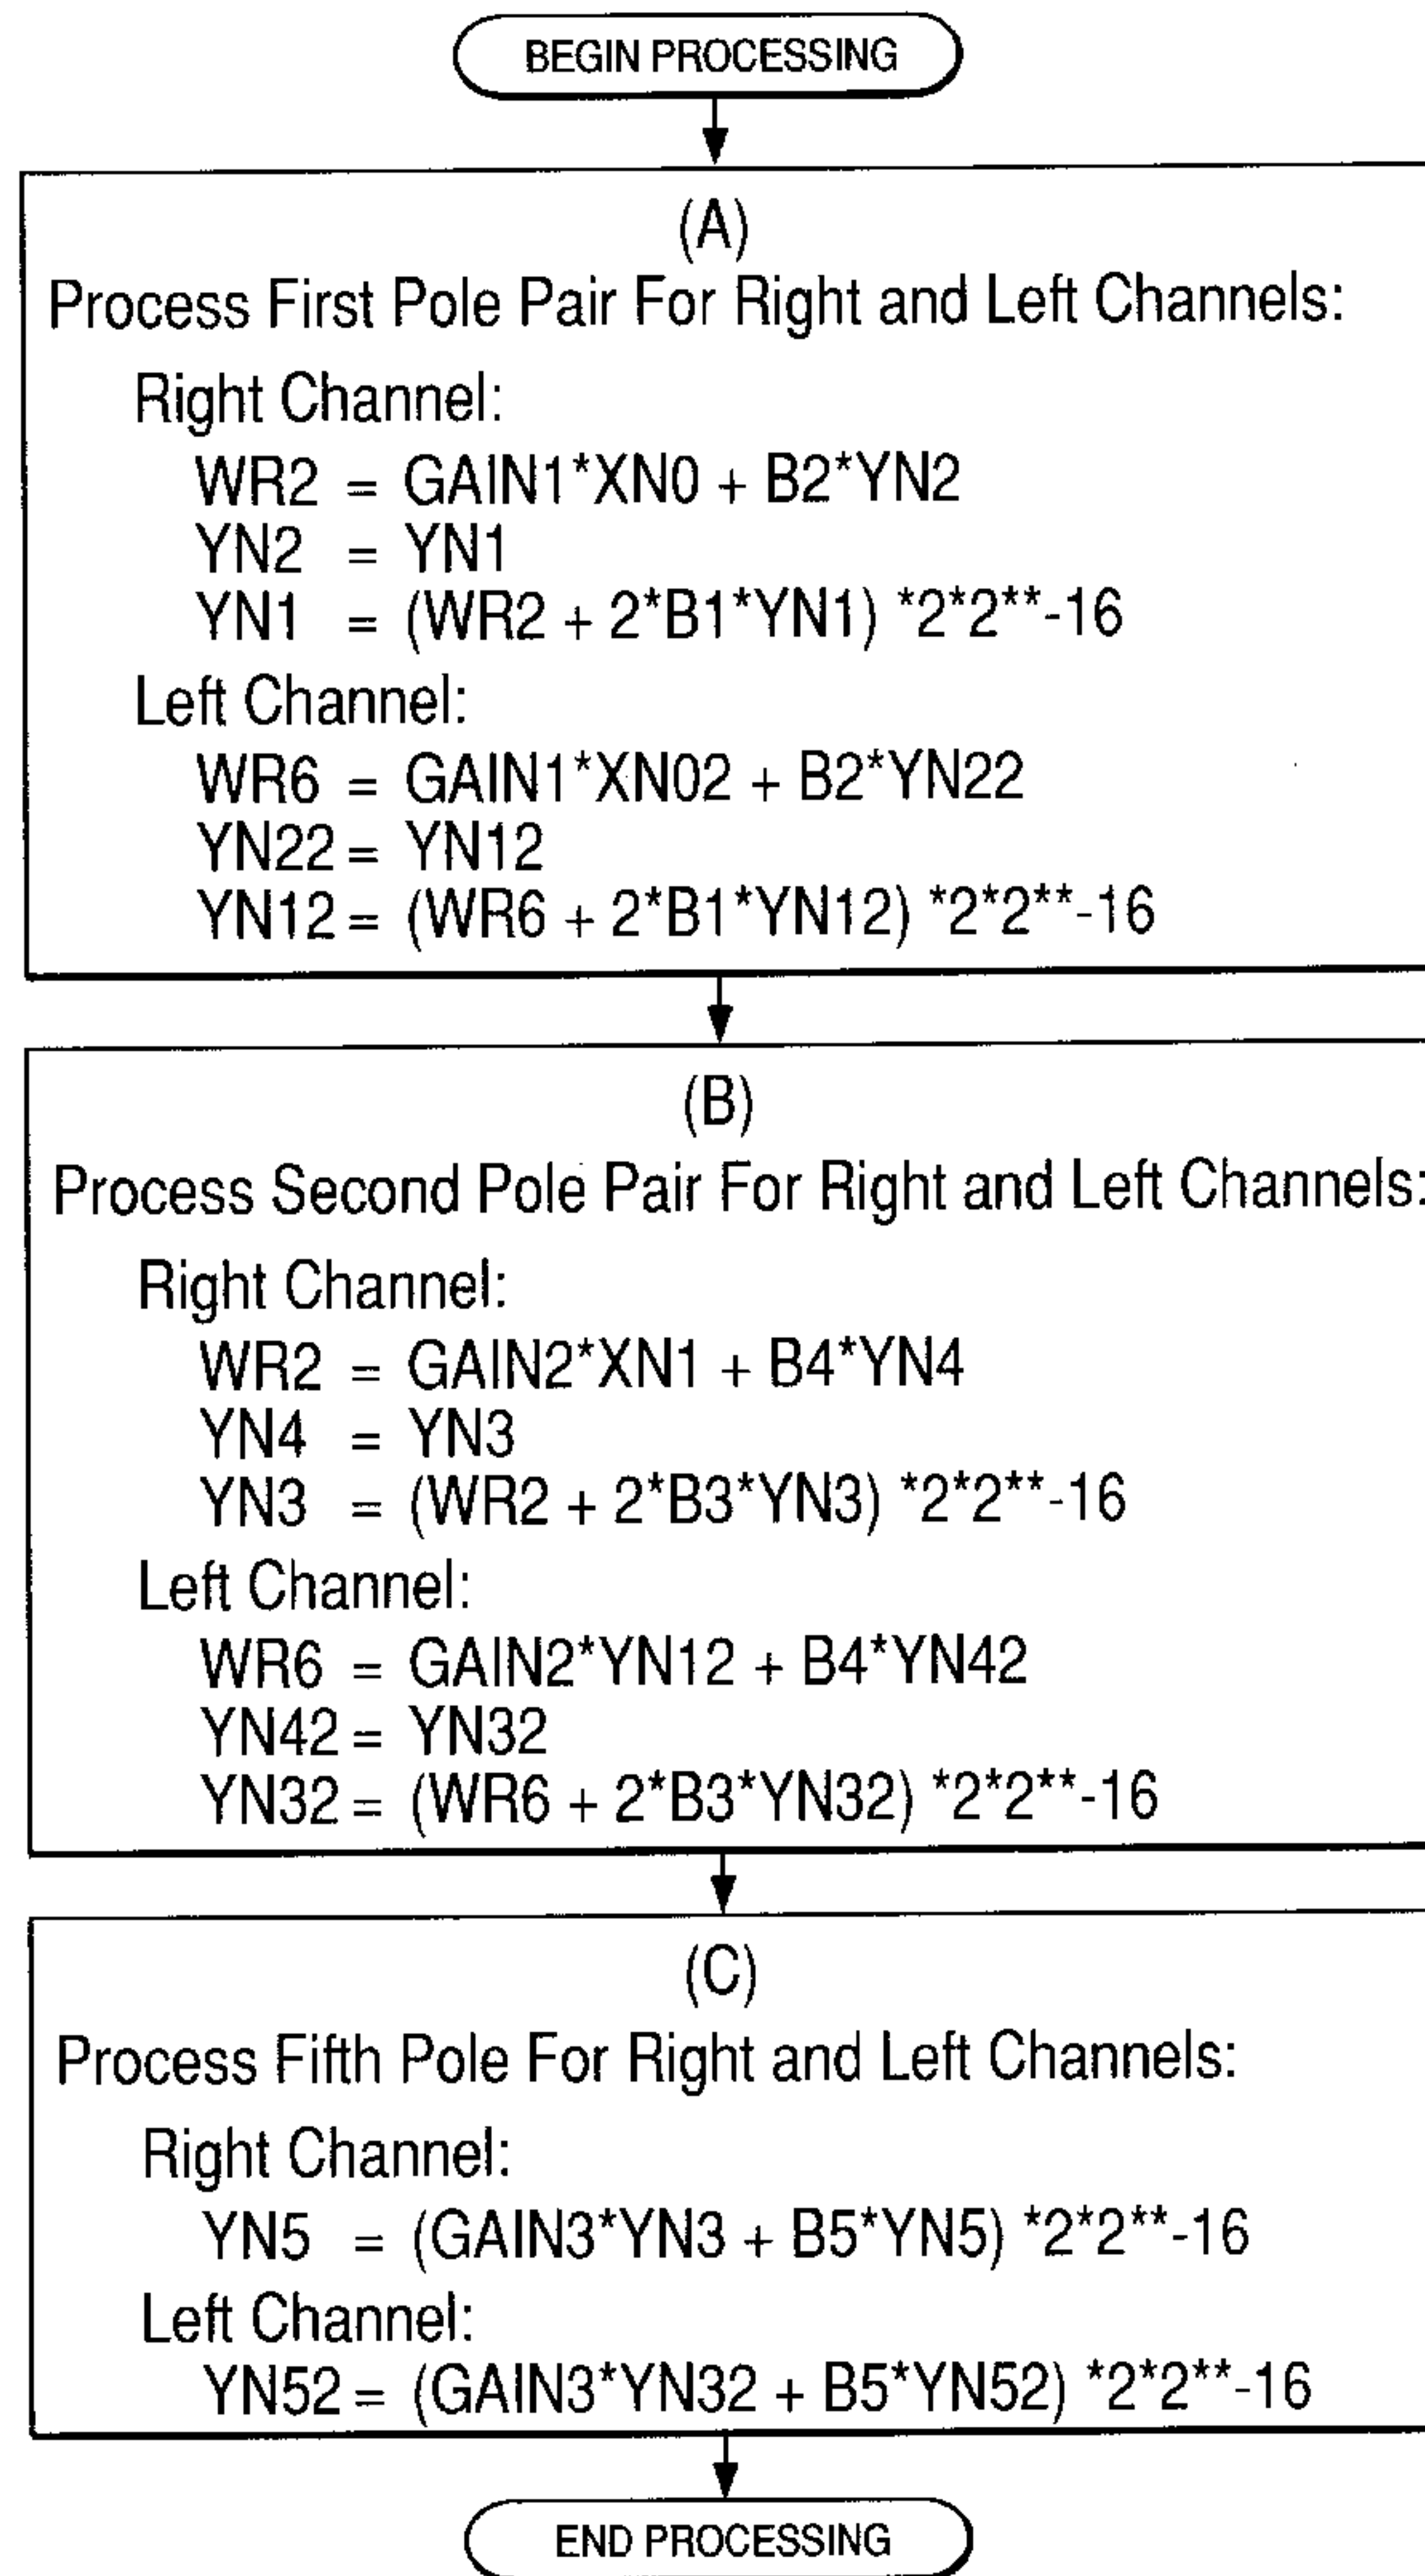 BEGIN PROCESSING
(A)
Process First Pole Pair For Right and Left Channels:
Right Channel:
WR2 = GAIN1*XN0 + B2*YN2
YN2 = YN1
YN1 = (WR2 + 2*B1*YN1) *2*2**-16
Left Channel:
WR6 = GAIN1*XN02 + B2*YN22
YN22 = YN12
YN12 = (WR6 + 2*B1*YN12) *2*2**-16
(B)
Process Second Pole Pair For Right and Left Channels:
Right Channel:
WR2 = GAIN2*XN1 + B4*YN4
YN4 = YN3
YN3 = (WR2 + 2*B3*YN3) *2*2**-16
Left Channel:
WR6 = GAIN2*YN12 + B4*YN42
YN42 = YN32
YN32 = (WR6 + 2*B3*YN32) *2*2**-16
(C)
Process Fifth Pole For Right and Left Channels:
Right Channel:
YN5 = (GAIN3*YN3 + B5*YN5) *2*2**-16
Left Channel:
YN52 = (GAIN3*YN32 + B5*YN52) *2*2**-16
END PROCESSING